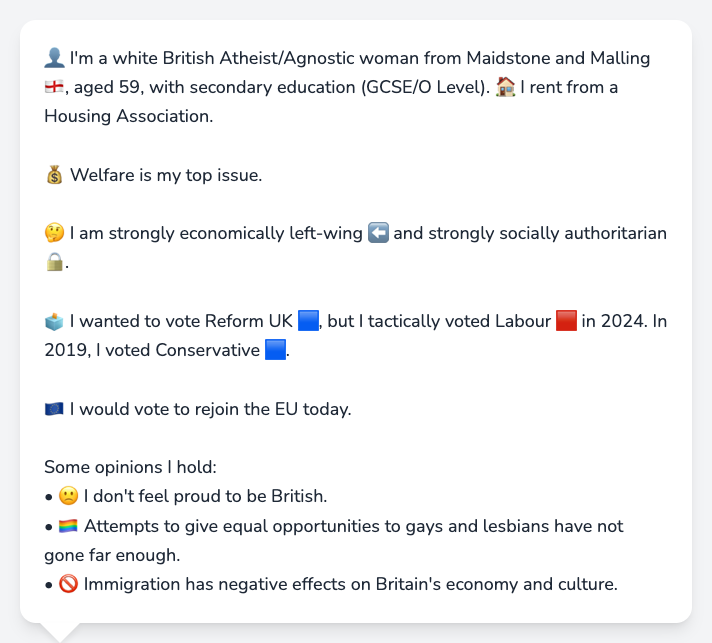 👤 I'm a white British Atheist/Agnostic woman from Maidstone and Malling
🏴󠁧󠁢󠁥󠁮󠁧󠁿, aged 59, with secondary education (GCSE/O Level). 🏠 I rent from a
Housing Association.
💰 Welfare is my top issue.
🤔 I am strongly economically left-wing ⬅️ and strongly socially authoritarian
🔒.
🗳️ I wanted to vote Reform UK 🟦, but I tactically voted Labour 🟥 in 2024. In
2019, I voted Conservative 🟦.
🇪🇺 I would vote to rejoin the EU today.
Some opinions I hold:
• 🙁 I don't feel proud to be British.
• 🏳️‍🌈 Attempts to give equal opportunities to gays and lesbians have not
gone far enough.
• 🚫 Immigration has negative effects on Britain's economy and culture.